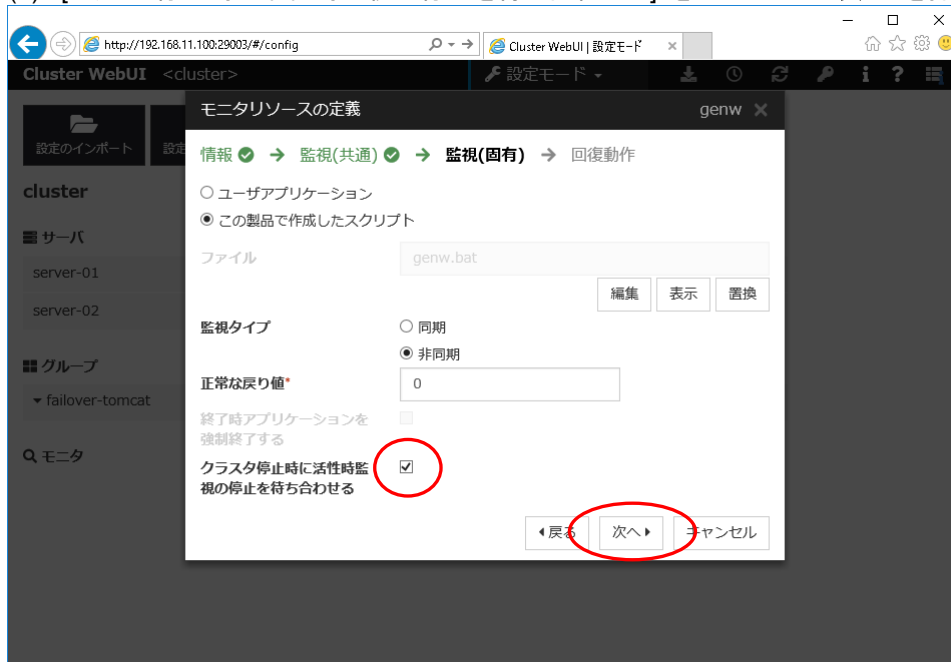 http://192.168.11.100:29003/#/config
Cluster WebUI | 設定モード
Cluster WebUI <cluster>
設定モード
設定のインポート
cluster
サーバ
server-01
server-02
グループ
failover-tomcat
モニタ
モニタリソースの定義
genw
情報 → 監視(共通) → 監視(固有) → 回復動作
ユーザアプリケーション
この製品で作成したスクリプト
ファイル genw.bat
編集 表示 置換
監視タイプ 同期
非同期
正常な戻り値* 0
終了時アプリケーションを
強制終了する
クラスタ停止時に活性時監
視の停止を待ち合わせる
戻る 次へ キャンセル